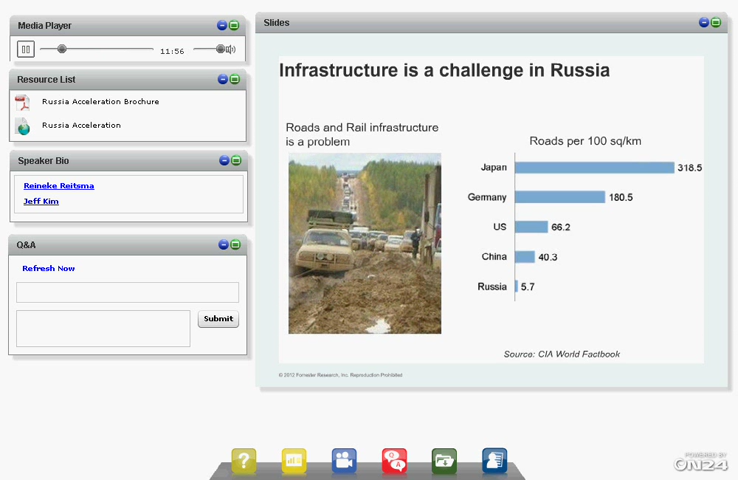 Media Player
11:56
Resource List
Russia Acceleration Brochure
Russia Acceleration
Speaker Bio
Reineke Reitsma
Jeff Kim
Q&A
Refresh Now
Submit
Slides
Infrastructure is a challenge in Russia
Roads and Rail infrastructure
is a problem
Roads per 100 sq/km
Japan 318.5
Germany 180.5
US 66.2
China 40.3
Russia 5.7
Source: CIA World Factbook
© 2012 Forrester Research, Inc. Reproduction Prohibited
?
Q
A
POWERED BY
ON24